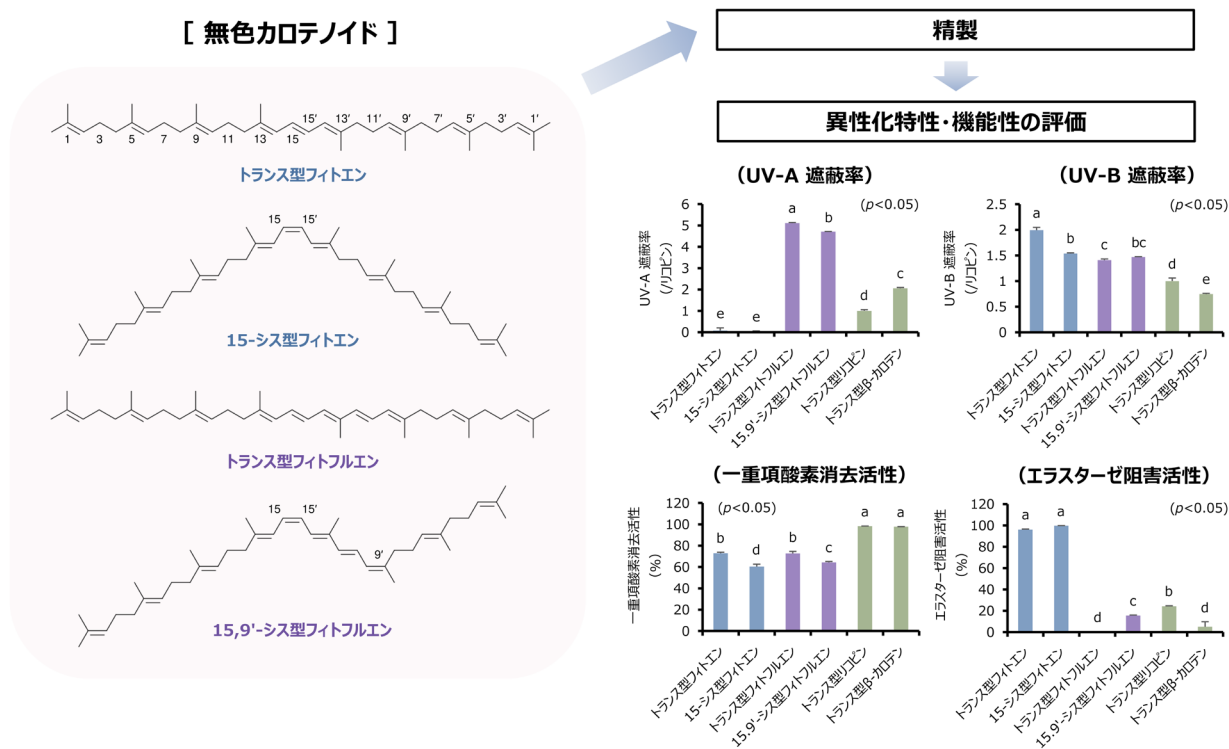 [ 無色カロテノイド ]
1 3 5 7 9 11 13 15 15' 13' 11' 9' 7' 5' 3' 1'
トランス型フィトエン
15 15'
15-シス型フィトエン
トランス型フィトフルエン
15 15'
9'
15,9'-シス型フィトフルエン
精製
異性化特性・機能性の評価
(UV-A 遮蔽率)
(p<0.05)
UV-A 遮蔽率
(/リコピン)
6
5
4
3
2
1
0
e e a b d c
トランス型フィトエン
15-シス型フィトエン
トランス型フィトフルエン
15.9'-シス型フィトフルエン
トランス型リコピン
トランス型β-カロテン
(UV-B 遮蔽率)
(p<0.05)
UV-B 遮蔽率
(/リコピン)
2.5
2
1.5
1
0.5
0
a b c bc d e
トランス型フィトエン
15-シス型フィトエン
トランス型フィトフルエン
15.9'-シス型フィトフルエン
トランス型リコピン
トランス型β-カロテン
(一重項酸素消去活性)
(p<0.05)
一重項酸素消去活性
(%)
120
100
80
60
40
20
0
b d b c a a
トランス型フィトエン
15-シス型フィトエン
トランス型フィトフルエン
15.9'-シス型フィトフルエン
トランス型リコピン
トランス型β-カロテン
(エラスターゼ阻害活性)
(p<0.05)
エラスターゼ阻害活性
(%)
120
100
80
60
40
20
0
a a d c b d
トランス型フィトエン
15-シス型フィトエン
トランス型フィトフルエン
15.9'-シス型フィトフルエン
トランス型リコピン
トランス型β-カロテン